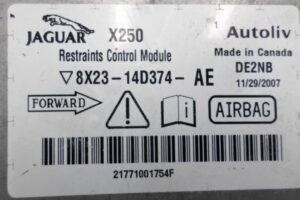 JAGUAR X250 Autoliv
Restraints Control Module Made in Canada
8X23-14D374- AE DE2NB
11/29/2007
FORWARD AIRBAG
21771001754F